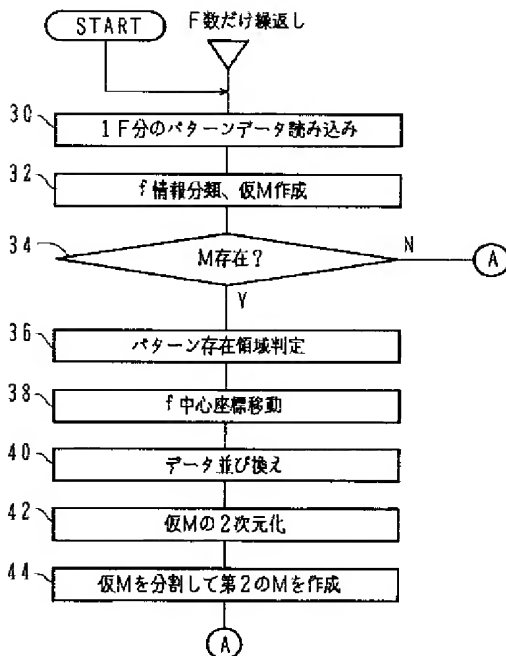 START
F数だけ繰返し
30
1F分のパターンデータ読み込み
32
f情報分類、仮M作成
34
M存在?
N
A
Y
36
パターン存在領域判定
38
f中心座標移動
40
データ並び換え
42
仮Mの2次元化
44
仮Mを分割して第2のMを作成
A